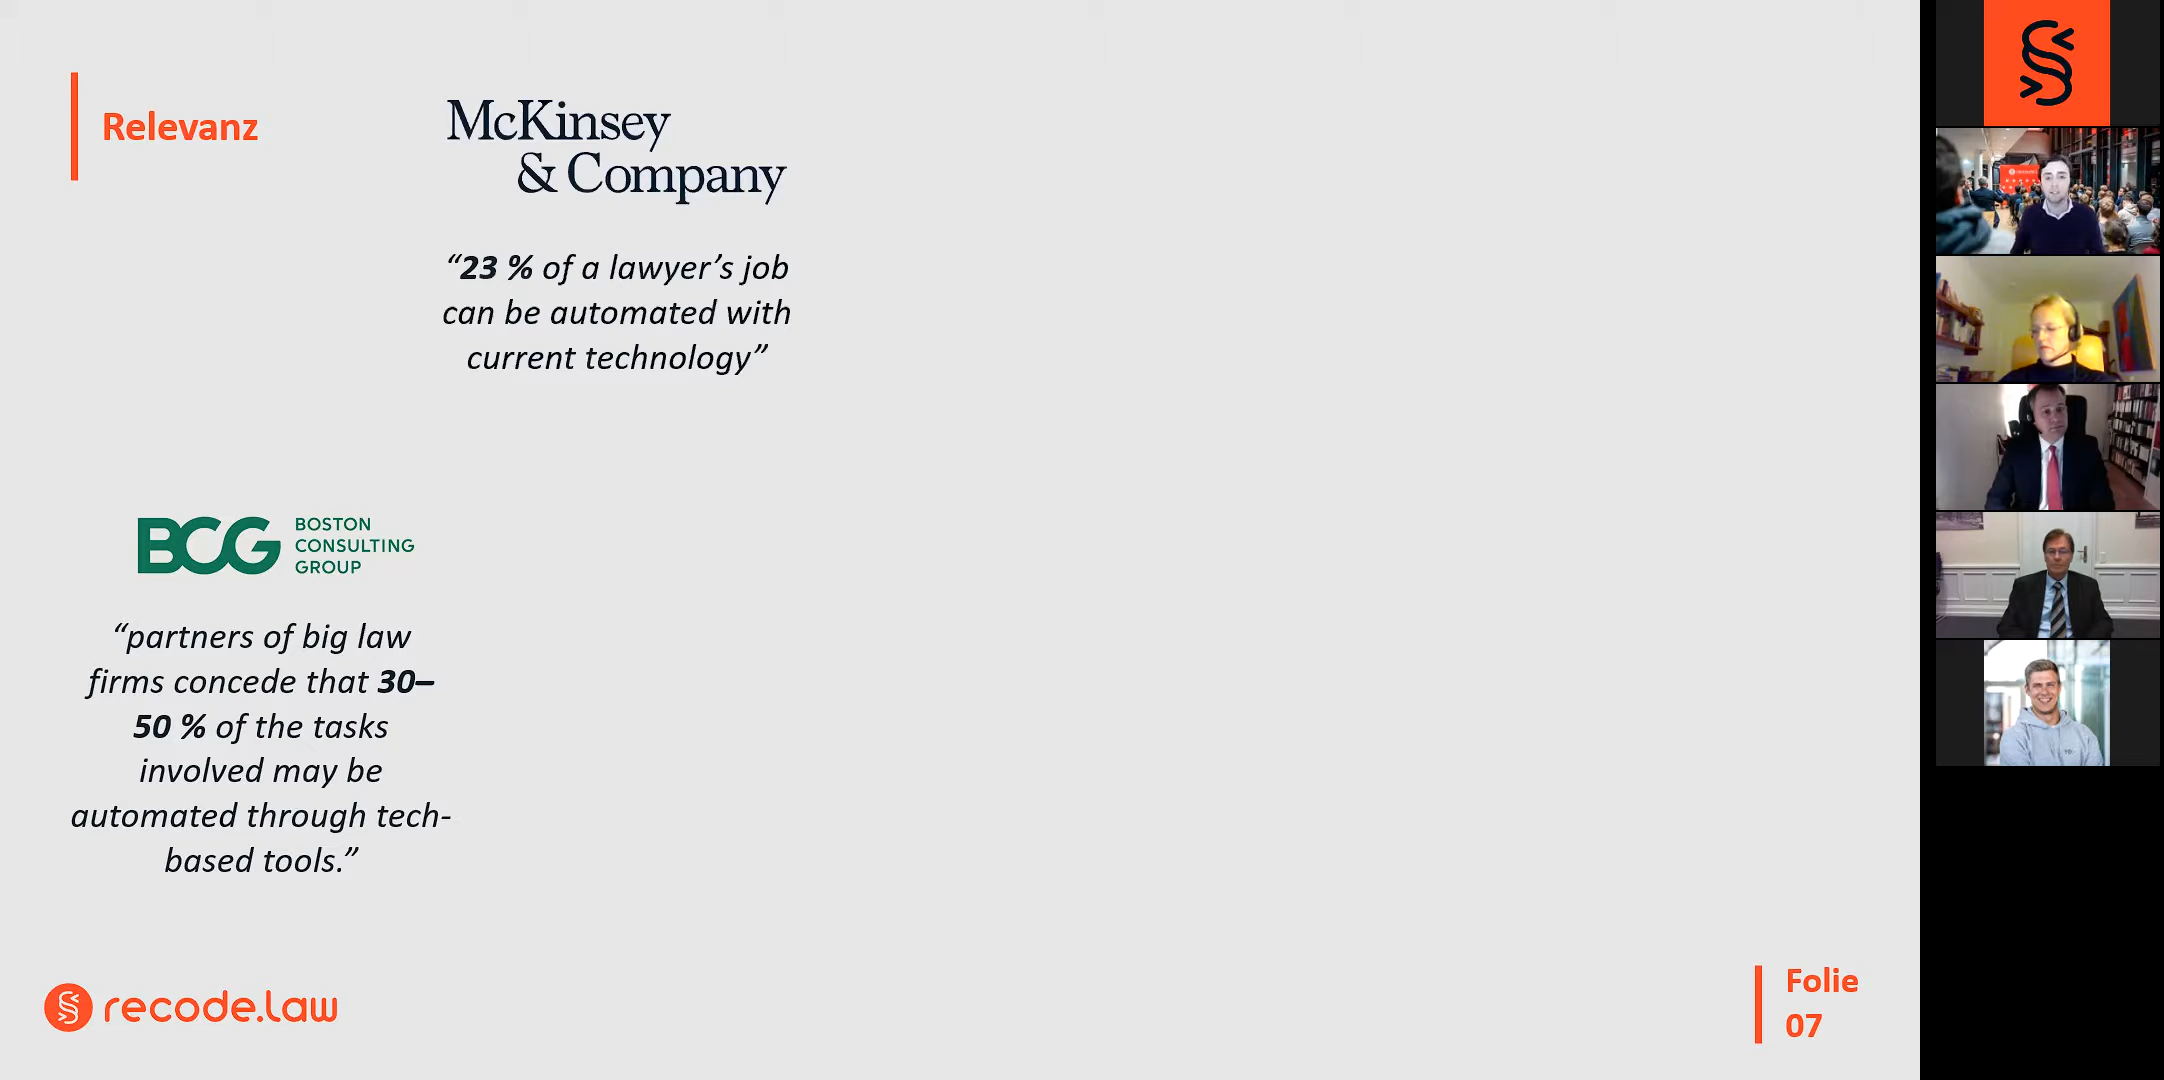 Relevanz
McKinsey
& Company
“23 % of a lawyer’s job
can be automated with
current technology”
BCG
BOSTON
CONSULTING
GROUP
“partners of big law
firms concede that 30–
50 % of the tasks
involved may be
automated through tech-
based tools.”
recode.law
Folie
07